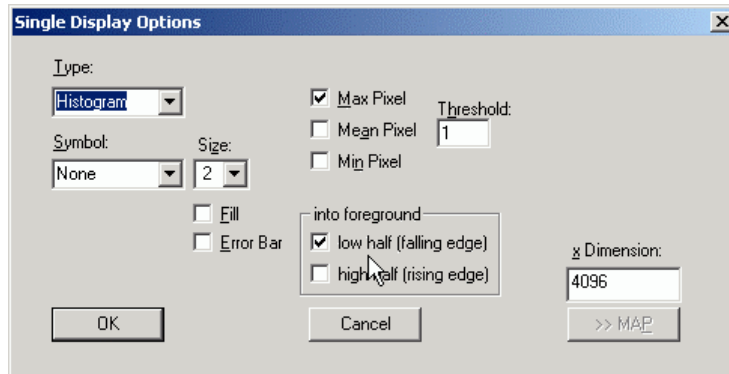 Single Display Options
Type:
Histogram
Max Pixel
Threshold:
Mean Pixel
1
Symbol:
Size:
Min Pixel
None
2
Fill
into foreground
Error Bar
low half (falling edge)
x Dimension:
high half (rising edge)
4096
OK
Cancel
>> MAP